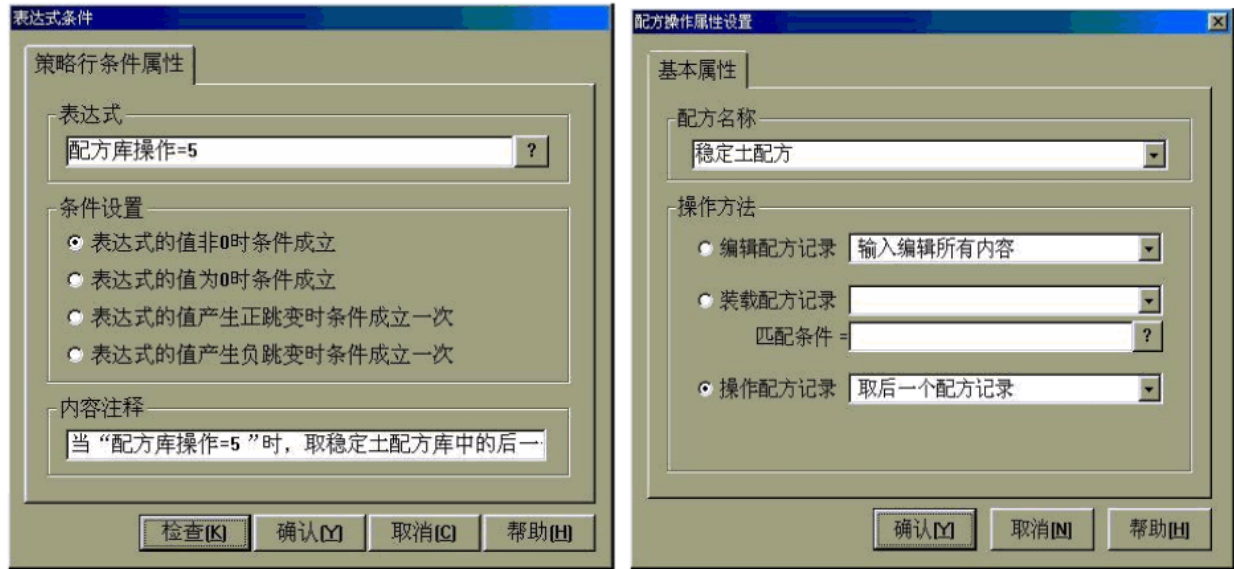 表达式条件
策略行条件属性
表达式
配方库操作=5
?
条件设置
表达式的值非0时条件成立
表达式的值为0时条件成立
表达式的值产生正跳变时条件成立一次
表达式的值产生负跳变时条件成立一次
内容注释
当“配方库操作=5 ”时，取稳定土配方库中的后一
检查(K) 确认(Y) 取消(C) 帮助(H)
配方操作属性设置
基本属性
配方名称
稳定土配方
操作方法
编辑配方记录 输入编辑所有内容
装载配方记录
匹配条件 = ?
操作配方记录 取后一个配方记录
确认(Y) 取消(N) 帮助(H)